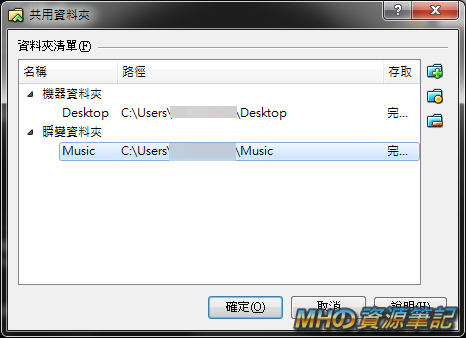 共用資料夾
資料夾清單(F)
名稱 路徑 存取
機器資料夾
Desktop C:\Users\ \Desktop 完...
瞬變資料夾
Music C:\Users\ \Music 完...
確定(O) 取消 說明(H)
MHの資源筆記